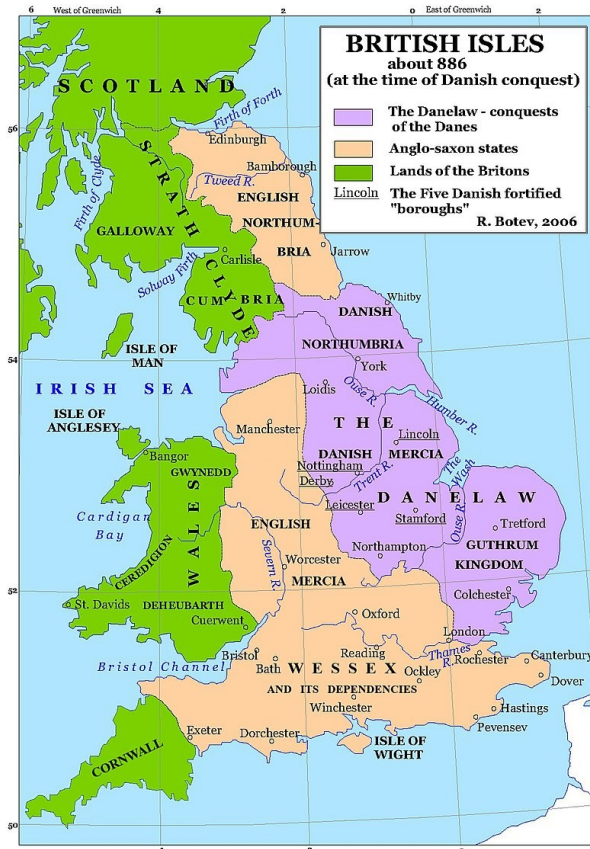 West of Greenwich
East of Greenwich
6
4
2
0
2
BRITISH ISLES
about 886
(at the time of Danish conquest)
The Danelaw - conquests
of the Danes
Anglo-saxon states
Lands of the Britons
Lincoln
The Five Danish fortified
"boroughs"
R. Botev, 2006
SCOTLAND
Firth of Forth
56
Edinburgh
Bamborough
Tweed R.
Firth of Clyde
STRATH CLYDE
ENGLISH
NORTHUM-
BRIA
GALLOWAY
Jarrow
Carlisle
Solway Firth
CUMBRIA
Whitby
DANISH
NORTHUMBRIA
ISLE OF
MAN
54
York
IRISH SEA
Loidis
Ouse R.
ISLE OF
ANGLESEY
Humber R.
Manchester
THE
Lincoln
Bangor
GWYNEDD
DANISH
MERCIA
Nottingham
Trent R.
The
Wash
Derby
DANELAW
Leicester
Stamford
Ouse R.
Tretford
Cardigan
Bay
WALES
ENGLISH
GUTHRUM
KINGDOM
Northampton
Severn R.
CEREDIGION
Worcester
MERCIA
52
St. Davids
DEHEUBARTH
Colchester
Cuerwent
Oxford
London
Bristol
Reading
Thames
R.
Rochester
Canterbury
Bristol Channel
Bath
WESSEX
Ockley
Dover
AND ITS DEPENDENCIES
Winchester
Hastings
Pevensev
Exeter
Dorchester
ISLE OF
WIGHT
CORNWALL
50